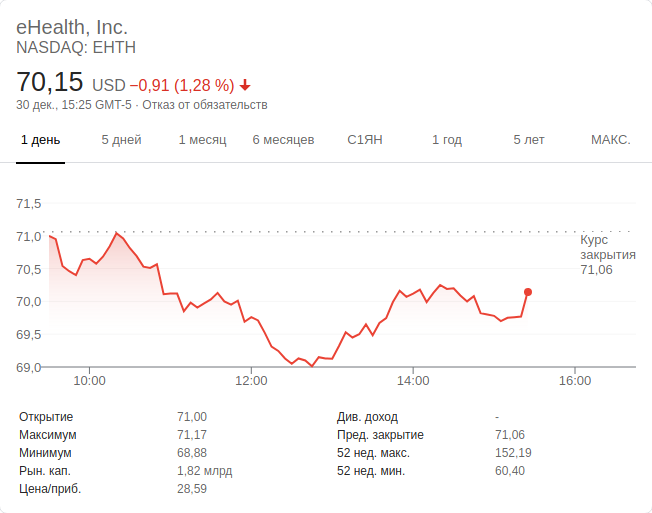 eHealth, Inc.
NASDAQ: EHTH
70,15 USD −0,91 (1,28 %)
30 дек., 15:25 GMT-5 · Отказ от обязательств
1 день 5 дней 1 месяц 6 месяцев С1ЯН 1 год 5 лет МАКС.
71,5
71,0
70,5
70,0
69,5
69,0
Курс
закрытия
71,06
10:00 12:00 14:00 16:00
Открытие 71,00 Див. доход -
Максимум 71,17 Пред. закрытие 71,06
Минимум 68,88 52 нед. макс. 152,19
Рын. кап. 1,82 млрд 52 нед. мин. 60,40
Цена/приб. 28,59